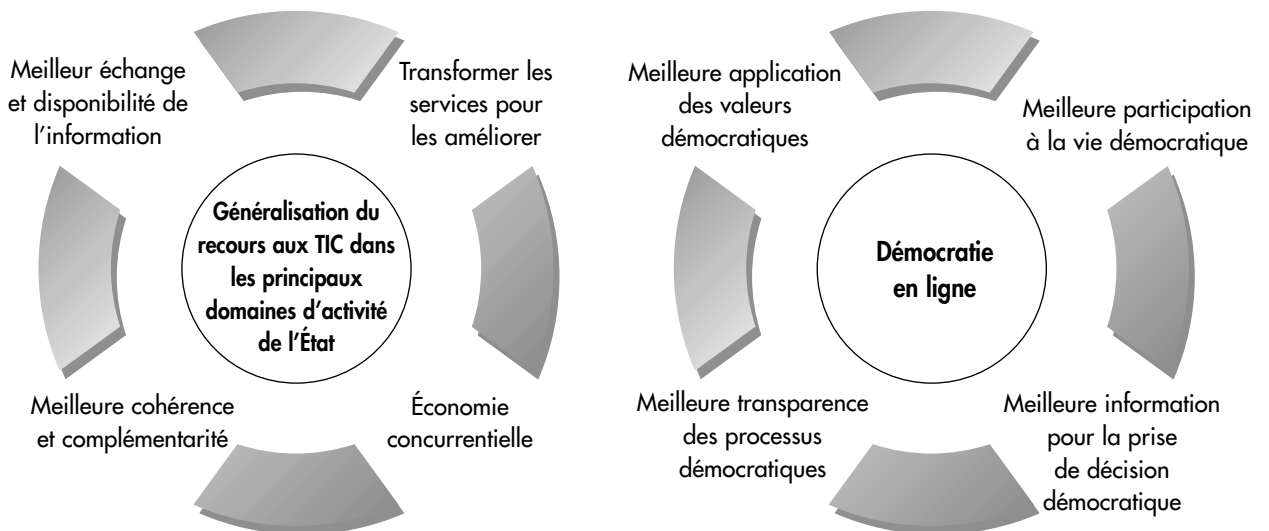 Meilleur échange
et disponibilité de
l'information
Transformer les
services pour
les améliorer
Généralisation du
recours aux TIC dans
les principaux
domaines d'activité
de l'État
Meilleure cohérence
et complémentarité
Économie
concurrentielle
Meilleure application
des valeurs
démocratiques
Meilleure participation
à la vie démocratique
Démocratie
en ligne
Meilleure transparence
des processus
démocratiques
Meilleure information
pour la prise
de décision
démocratique